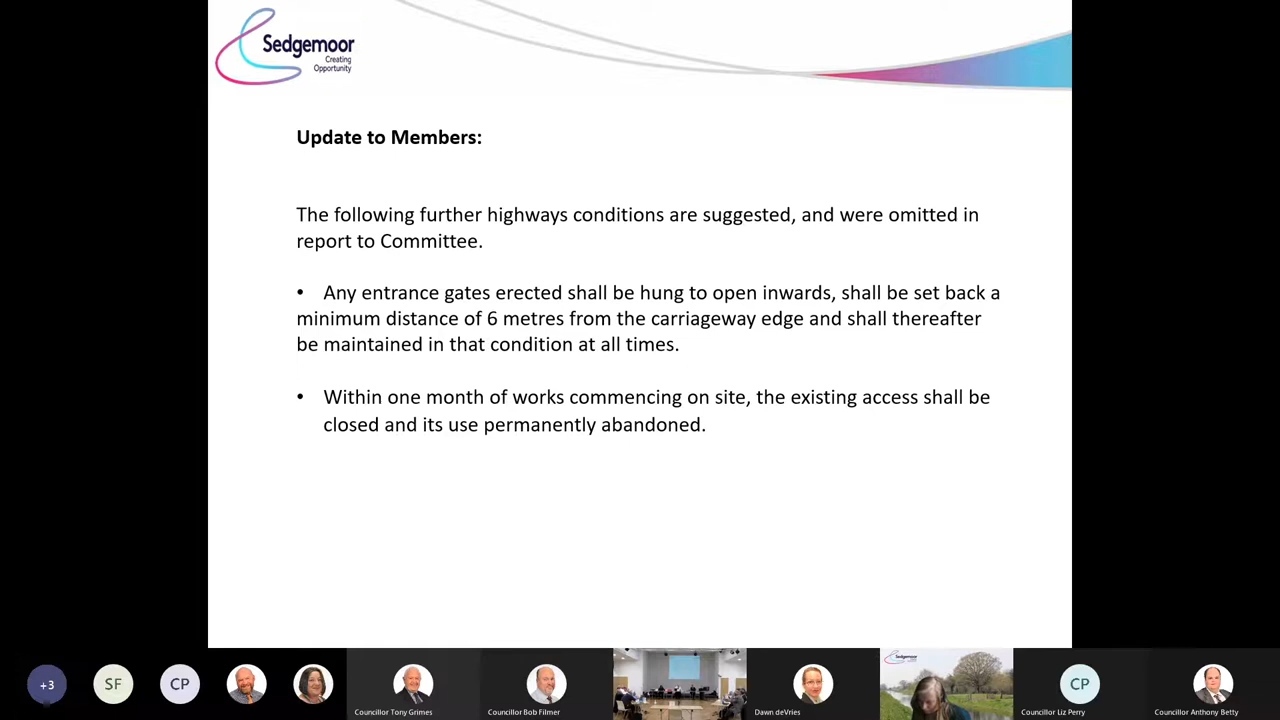 Sedgemoor
Creating
Opportunity
Update to Members:
The following further highways conditions are suggested, and were omitted in
report to Committee.
• Any entrance gates erected shall be hung to open inwards, shall be set back a
minimum distance of 6 metres from the carriageway edge and shall thereafter
be maintained in that condition at all times.
• Within one month of works commencing on site, the existing access shall be
closed and its use permanently abandoned.
+3
SF
CP
Councillor Tony Grimes
Councillor Bob Filmer
Dawn deVries
Sedgemoor
CP
Councillor Liz Perry
Councillor Anthony Betty